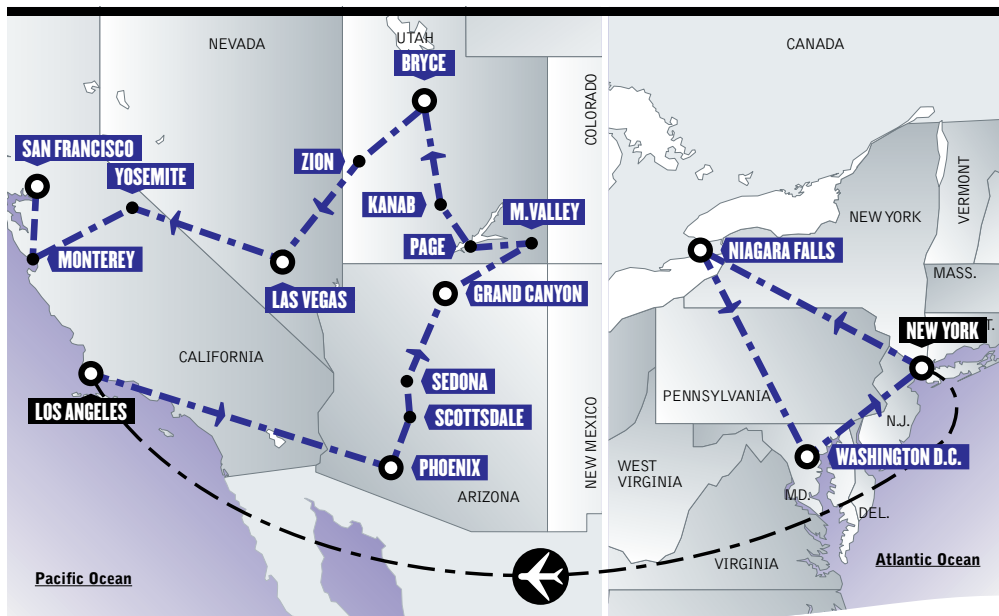 NEVADA
UTAH
BRYCE
COLORADO
SAN FRANCISCO
YOSEMITE
ZION
KANAB
M.VALLEY
PAGE
MONTEREY
LAS VEGAS
GRAND CANYON
CALIFORNIA
SEDONA
LOS ANGELES
SCOTTSDALE
PHOENIX
NEW MEXICO
ARIZONA
Pacific Ocean
CANADA
VERMONT
NEW YORK
NIAGARA FALLS
MASS.
NEW YORK
T.
PENNSYLVANIA
N.J.
WASHINGTON D.C.
WEST
VIRGINIA
MD.
DEL.
VIRGINIA
Atlantic Ocean